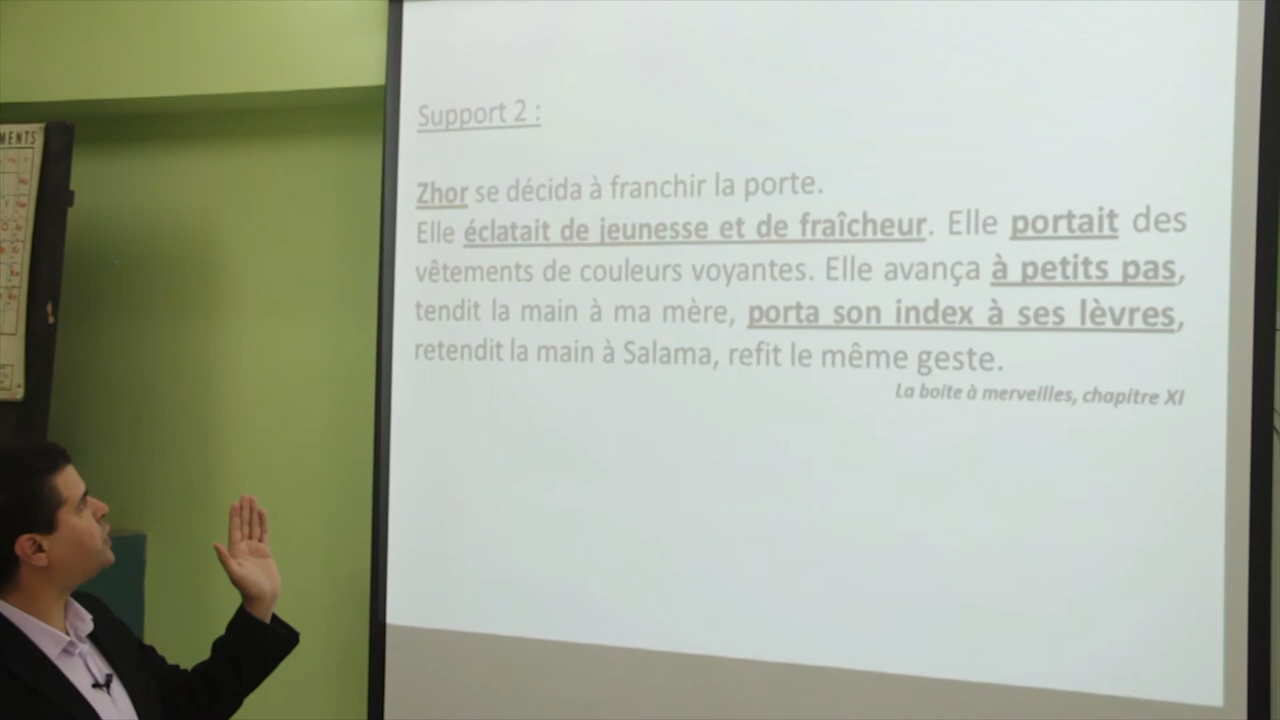 MENTS
Support 2 :
Zhor se décida à franchir la porte.
Elle éclatait de jeunesse et de fraîcheur. Elle portait des
vêtements de couleurs voyantes. Elle avança à petits pas,
tendit la main à ma mère, porta son index à ses lèvres,
retendit la main à Salama, refit le même geste.
La boite à merveilles, chapitre XI